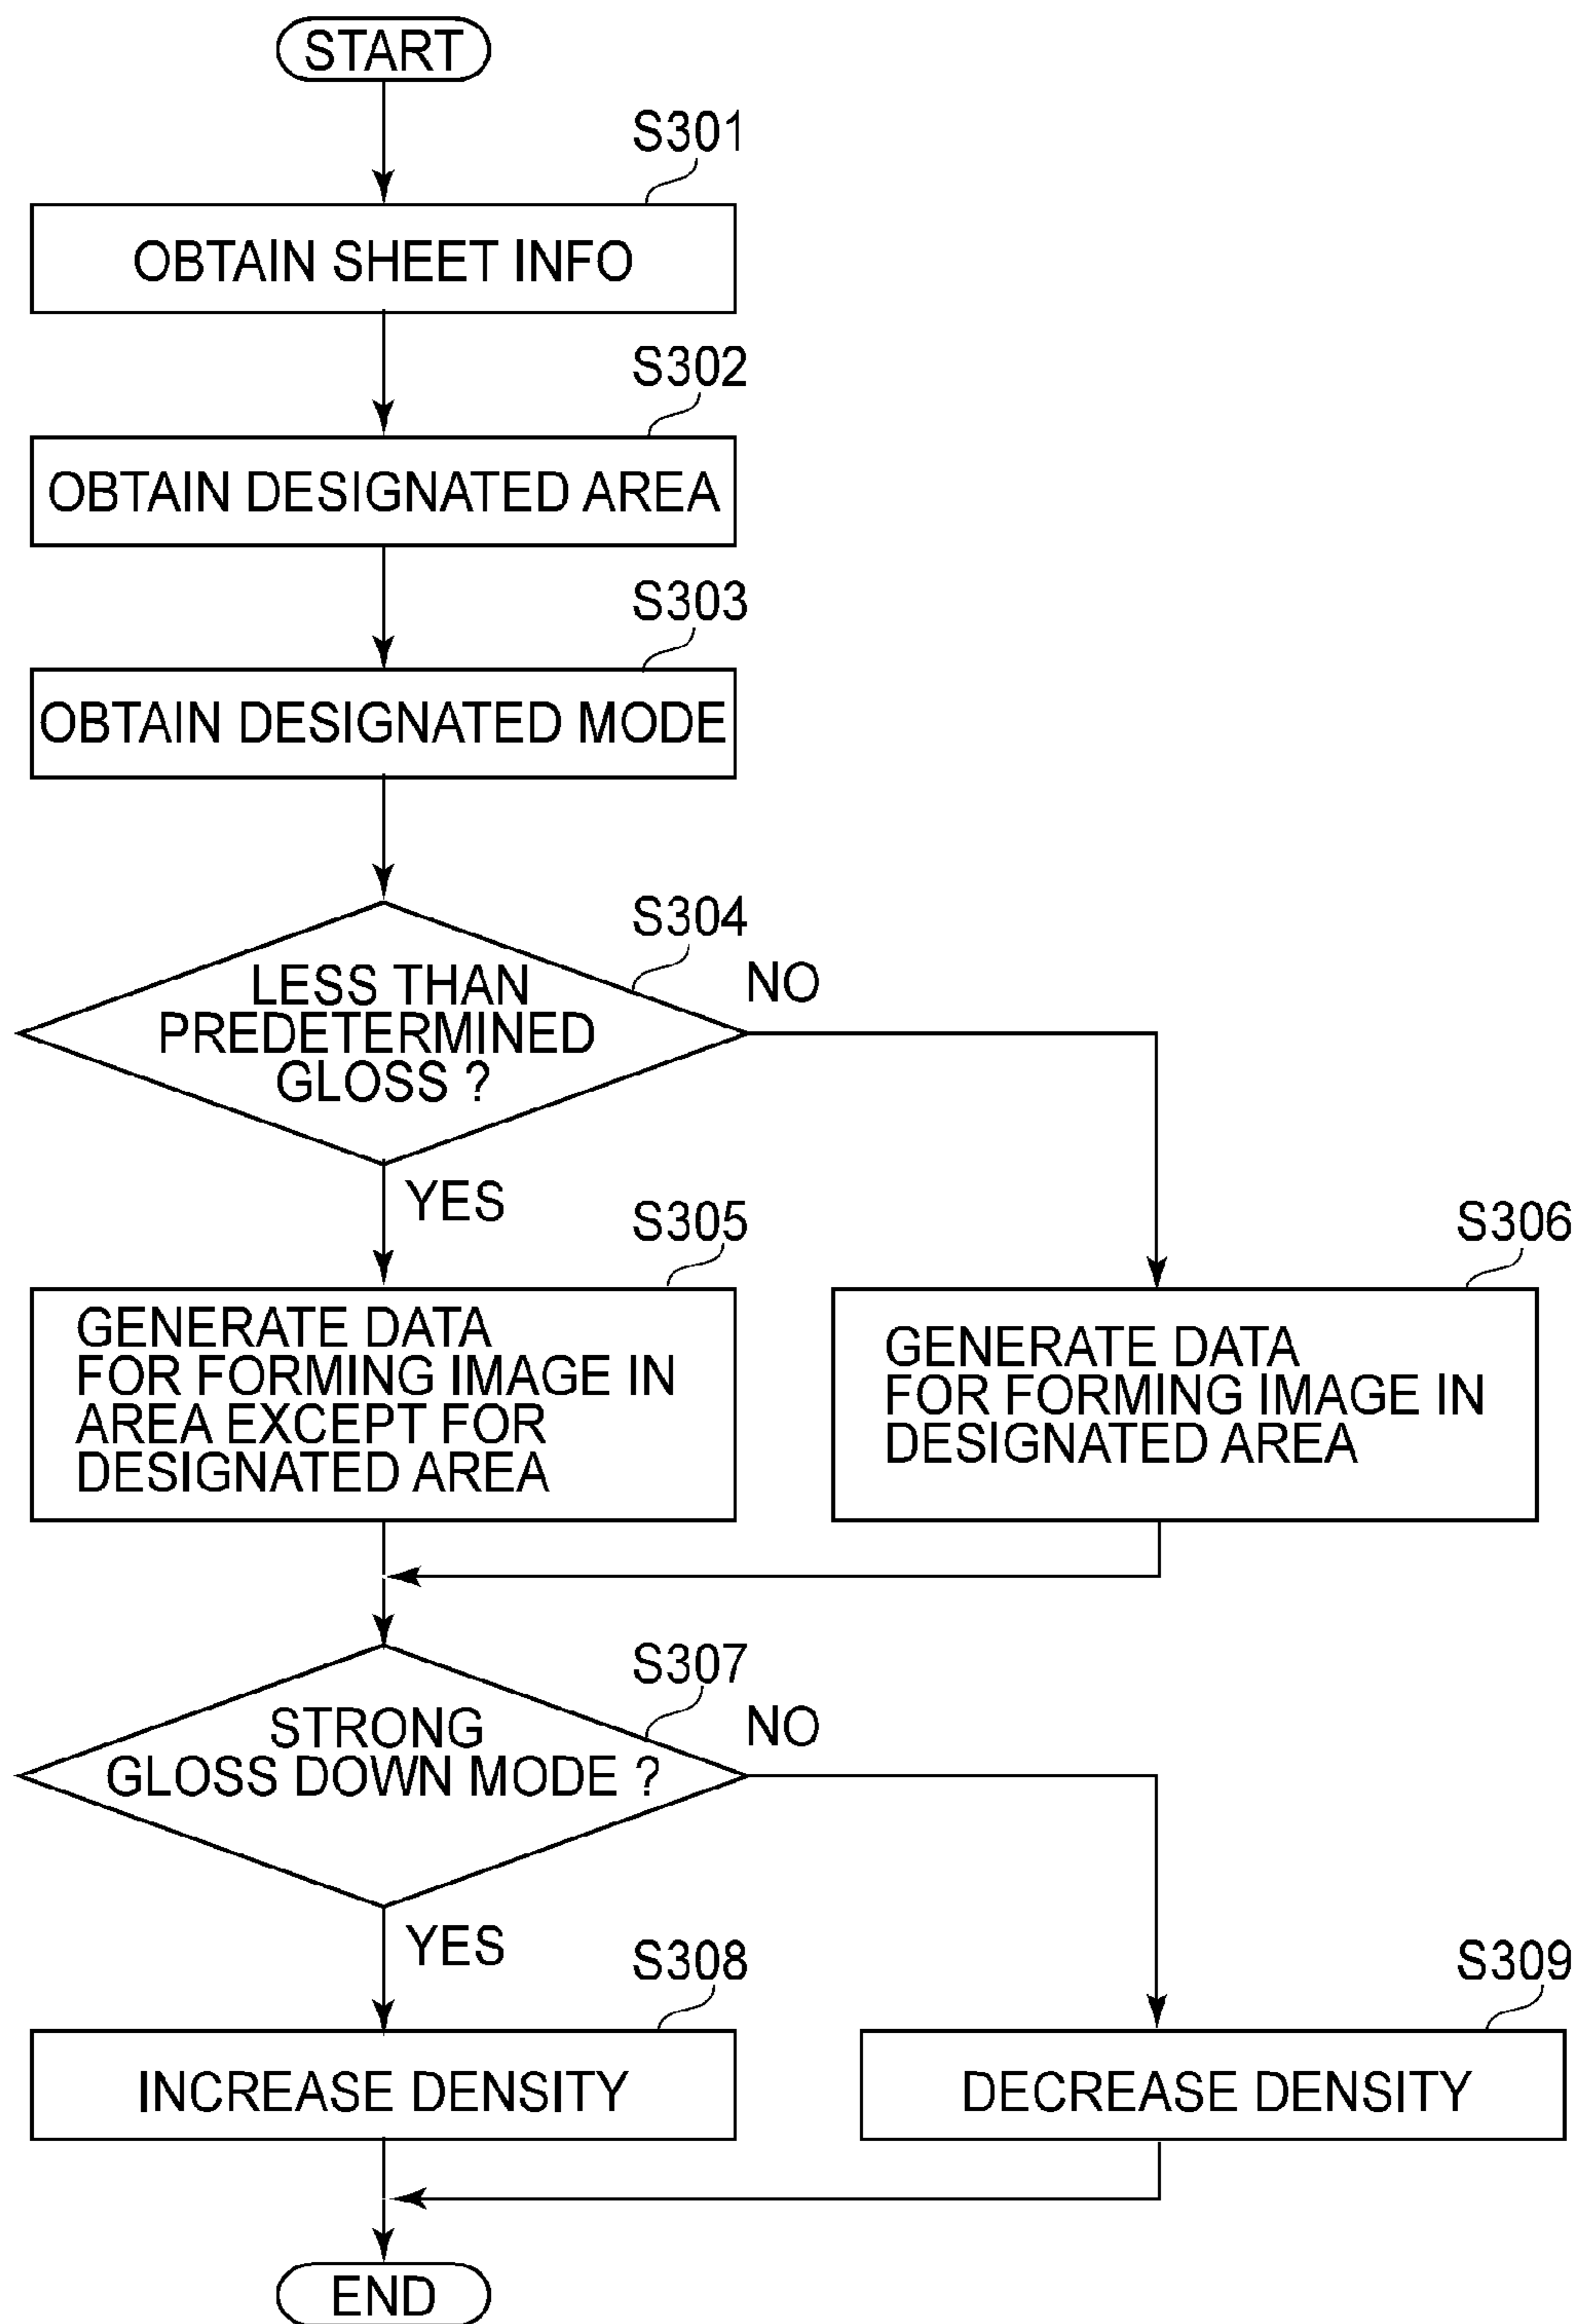 START
S301
OBTAIN SHEET INFO
S302
OBTAIN DESIGNATED AREA
S303
OBTAIN DESIGNATED MODE
S304
LESS THAN
PREDETERMINED
GLOSS ?
NO
YES
S305
GENERATE DATA
FOR FORMING IMAGE IN
AREA EXCEPT FOR
DESIGNATED AREA
S306
GENERATE DATA
FOR FORMING IMAGE IN
DESIGNATED AREA
S307
STRONG
GLOSS DOWN MODE ?
NO
YES
S308
INCREASE DENSITY
S309
DECREASE DENSITY
END